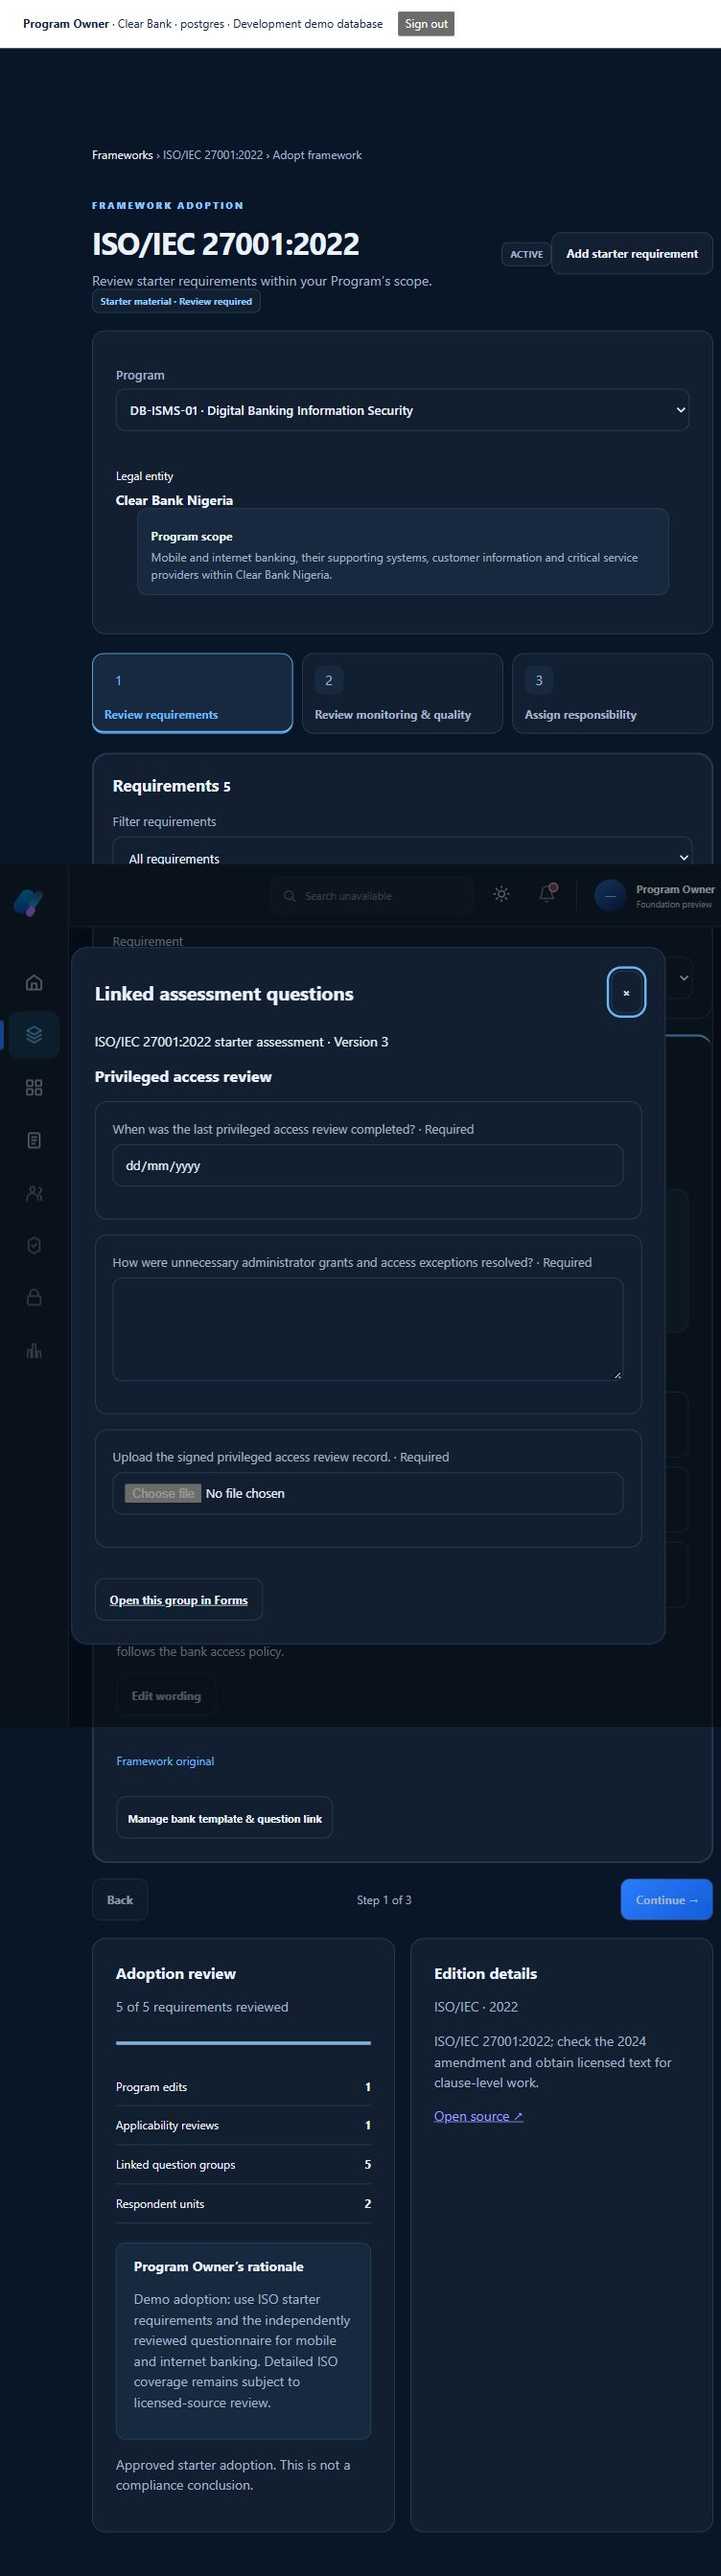 Program Owner · Clear Bank · postgres · Development demo database
Sign out
Frameworks › ISO/IEC 27001:2022 › Adopt framework
FRAMEWORK ADOPTION
ISO/IEC 27001:2022
ACTIVE
Add starter requirement
Review starter requirements within your Program's scope.
Starter material · Review required
Program
DB-ISMS-01 · Digital Banking Information Security
Legal entity
Clear Bank Nigeria
Program scope
Mobile and internet banking, their supporting systems, customer information and critical service
providers within Clear Bank Nigeria.
1
Review requirements
2
Review monitoring & quality
3
Assign responsibility
Requirements 5
Filter requirements
All requirements
Search unavailable
Program Owner
Foundation preview
Requirement
Linked assessment questions
×
ISO/IEC 27001:2022 starter assessment · Version 3
Privileged access review
When was the last privileged access review completed? · Required
dd/mm/yyyy
How were unnecessary administrator grants and access exceptions resolved? · Required
Upload the signed privileged access review record. · Required
Choose file No file chosen
Open this group in Forms
follows the bank access policy.
Edit wording
Framework original
Manage bank template & question link
Back
Step 1 of 3
Continue →
Adoption review
5 of 5 requirements reviewed
Program edits 1
Applicability reviews 1
Linked question groups 5
Respondent units 2
Program Owner's rationale
Demo adoption: use ISO starter
requirements and the independently
reviewed questionnaire for mobile
and internet banking. Detailed ISO
coverage remains subject to
licensed-source review.
Approved starter adoption. This is not a
compliance conclusion.
Edition details
ISO/IEC · 2022
ISO/IEC 27001:2022; check the 2024
amendment and obtain licensed text for
clause-level work.
Open source ↗